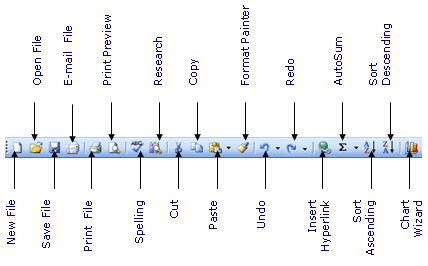 Open File
E-mail File
Print Preview
Research
Copy
Format Painter
Redo
AutoSum
Sort
Descending
New File
Save File
Print File
Spelling
Cut
Paste
Undo
Insert
Hyperlink
Sort
Ascending
Chart
Wizard